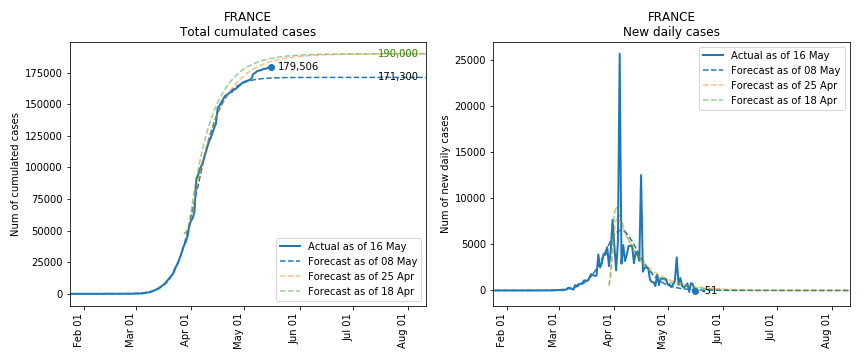 FRANCE
Total cumulated cases
Num of cumulated cases
175000
150000
125000
100000
75000
50000
25000
0
190,000
179,506
171,300
Actual as of 16 May
Forecast as of 08 May
Forecast as of 25 Apr
Forecast as of 18 Apr
Feb 01
Mar 01
Apr 01
May 01
Jun 01
Jul 01
Aug 01
FRANCE
New daily cases
Num of new daily cases
25000
20000
15000
10000
5000
0
Actual as of 16 May
Forecast as of 08 May
Forecast as of 25 Apr
Forecast as of 18 Apr
-51
Feb 01
Mar 01
Apr 01
May 01
Jun 01
Jul 01
Aug 01